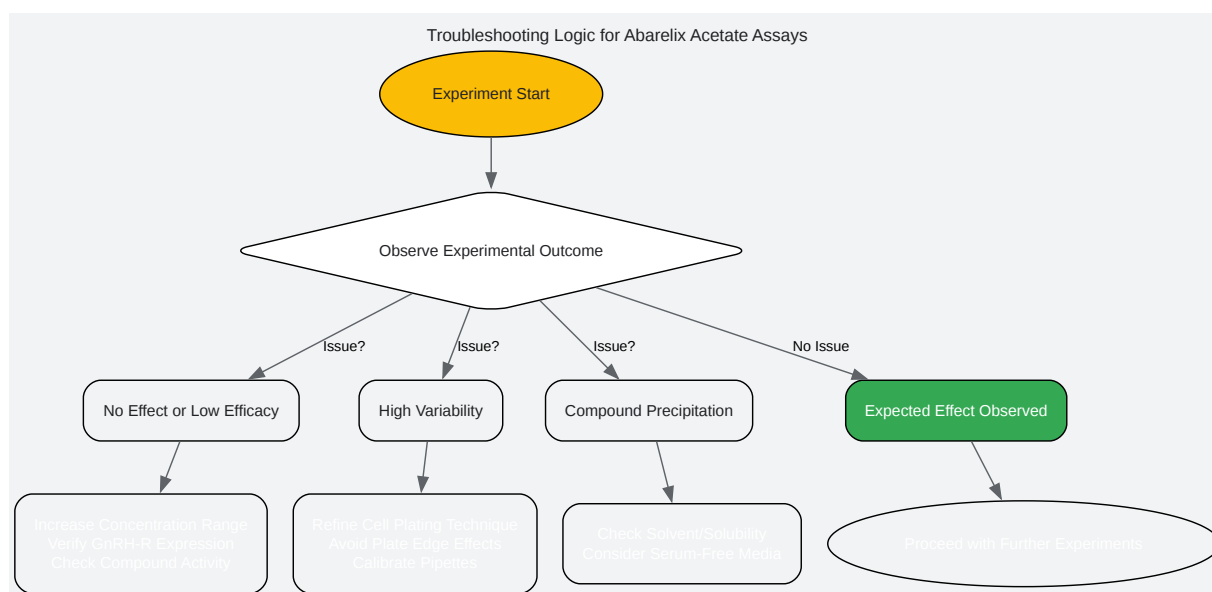 Troubleshooting Logic for Abarelix Acetate Assays
Experiment Start
Observe Experimental Outcome
Issue?
Issue?
Issue?
No Issue
No Effect or Low Efficacy
High Variability
Compound Precipitation
Expected Effect Observed
Increase Concentration Range
Verify GnRH-R Expression
Check Compound Activity
Refine Cell Plating Technique
Avoid Plate Edge Effects
Calibrate Pipettes
Check Solvent/Solubility
Consider Serum-Free Media
Proceed with Further Experiments